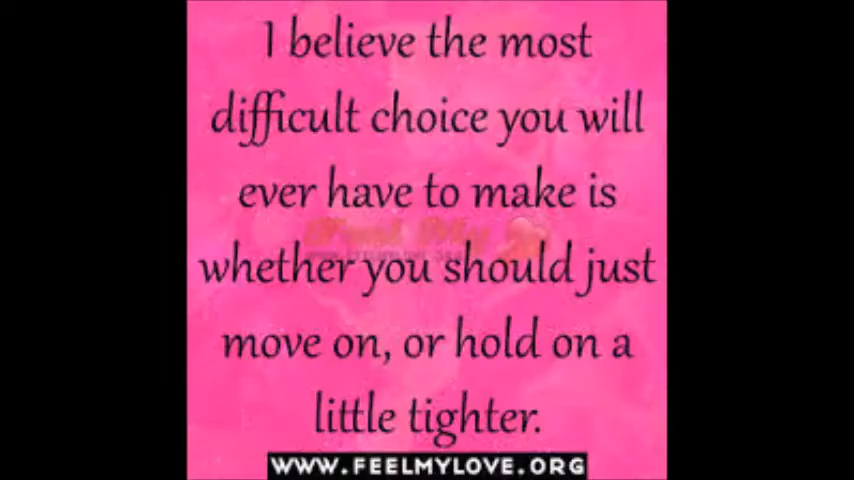 I believe the most
difficult choice you will
ever have to make is
whether you should just
move on, or hold on a
little tighter.
WWW.FEELMYLOVE.ORG